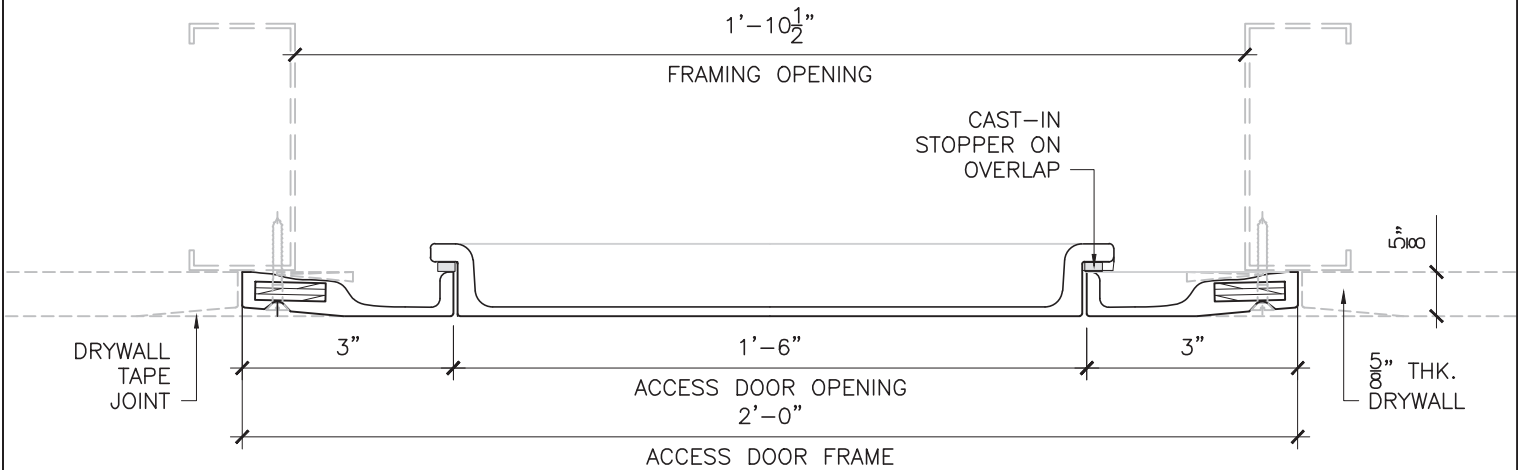 1'-10½"
FRAMING OPENING
CAST-IN
STOPPER ON
OVERLAP
⅝"
3"
1'-6"
3"
DRYWALL
TAPE
JOINT
ACCESS DOOR OPENING
⅝" THK.
DRYWALL
2'-0"
ACCESS DOOR FRAME